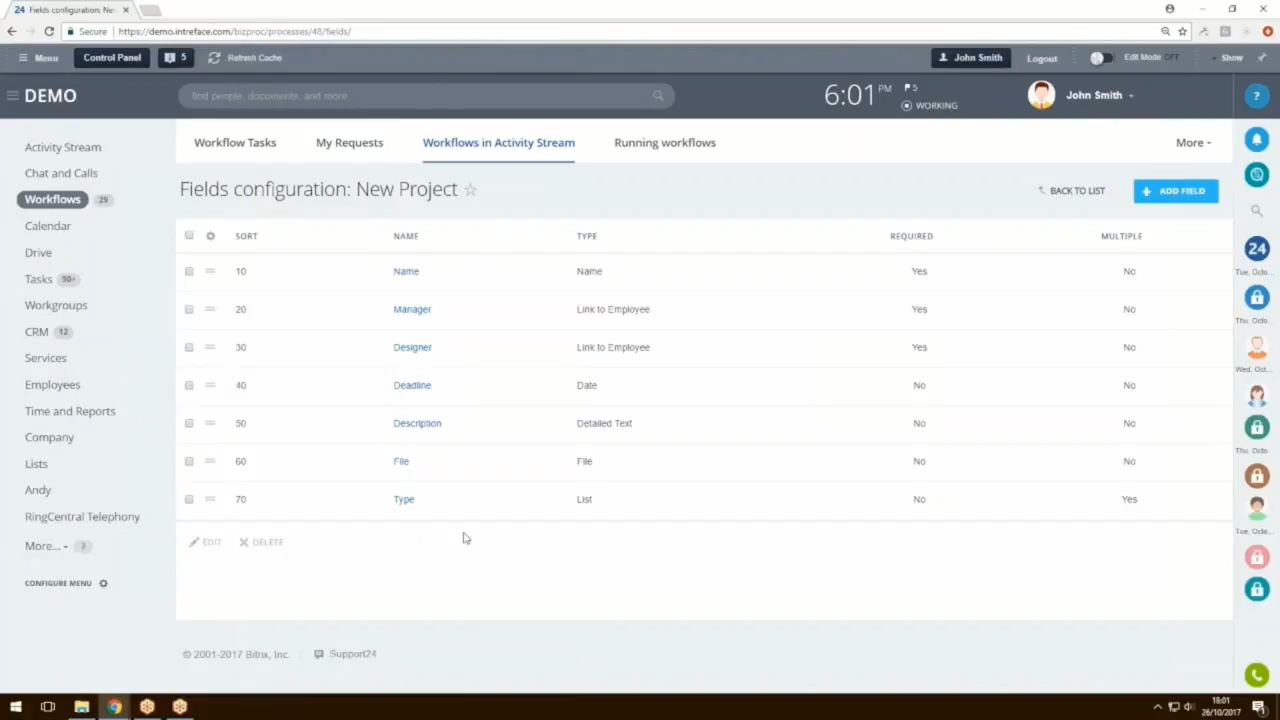 24 Fields configuration: Ne
Secure https://demo.intreface.com/bizproc/processes/48/fields/
Menu Control Panel 5 Refresh Cache John Smith Logout Edit Mode OFF Show
DEMO find people, documents, and more 6:01 PM 5 WORKING John Smith ?
Activity Stream
Chat and Calls
Workflows 29
Calendar
Drive
Tasks 90+
Workgroups
CRM 12
Services
Employees
Time and Reports
Company
Lists
Andy
RingCentral Telephony
More... 3
CONFIGURE MENU
Workflow Tasks My Requests Workflows in Activity Stream Running workflows More
Fields configuration: New Project BACK TO LIST + ADD FIELD
SORT NAME TYPE REQUIRED MULTIPLE
10 Name Name Yes No
20 Manager Link to Employee Yes No
30 Designer Link to Employee Yes No
40 Deadline Date No No
50 Description Detailed Text No No
60 File File No No
70 Type List No Yes
EDIT DELETE
© 2001-2017 Bitrix, Inc. Support24
24
Tue, Octo...
Thu, Octo...
Wed, Oct...
Thu, Octo...
Tue, Octo...
18:01
26/10/2017
1